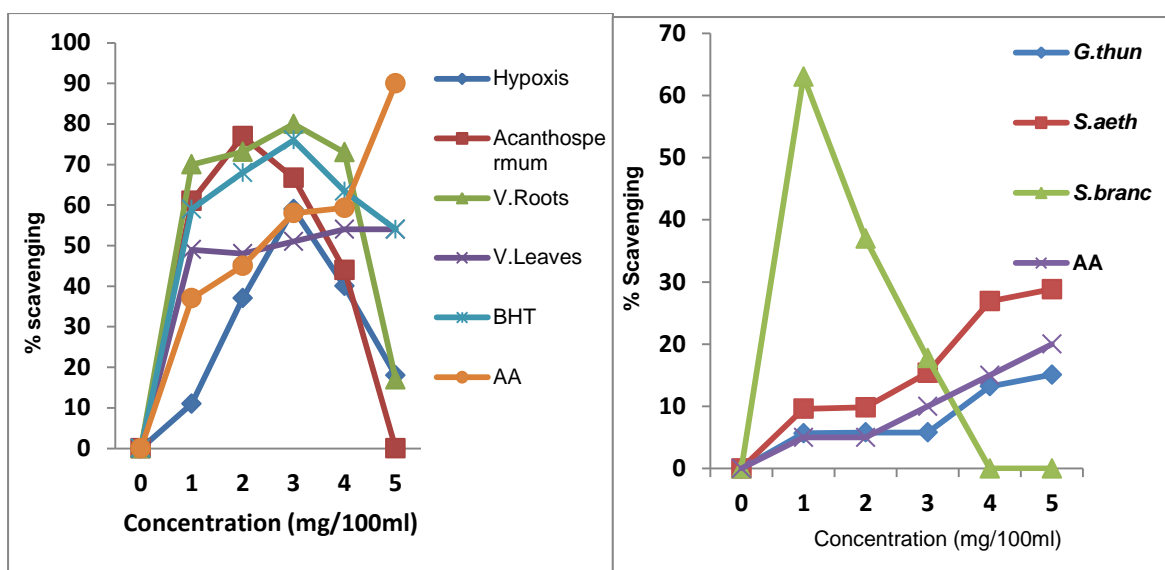 100
90
80
70
60
50
40
30
20
10
0
% scavenging
0 1 2 3 4 5
Concentration (mg/100ml)
Hypoxis
Acanthospe
rmum
V.Roots
V.Leaves
BHT
AA
70
60
50
40
30
20
10
0
% Scavenging
0 1 2 3 4 5
Concentration (mg/100ml)
G.thun
S.aeth
S.branc
AA